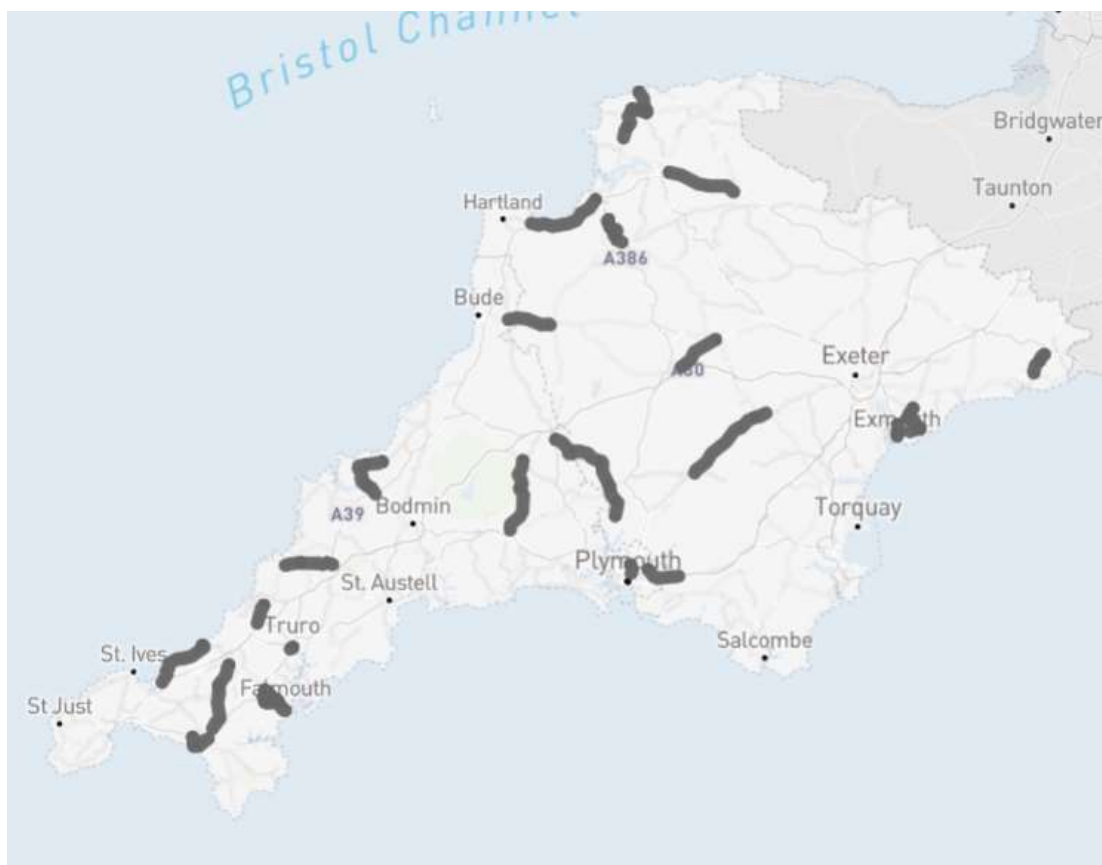 Bristol Channel
Bridgwater
Taunton
Hartland
A386
Bude
Exeter
A30
Exmouth
Bodmin
Torquay
A39
Plymouth
St. Austell
Truro
Salcombe
St. Ives
Falmouth
St Just